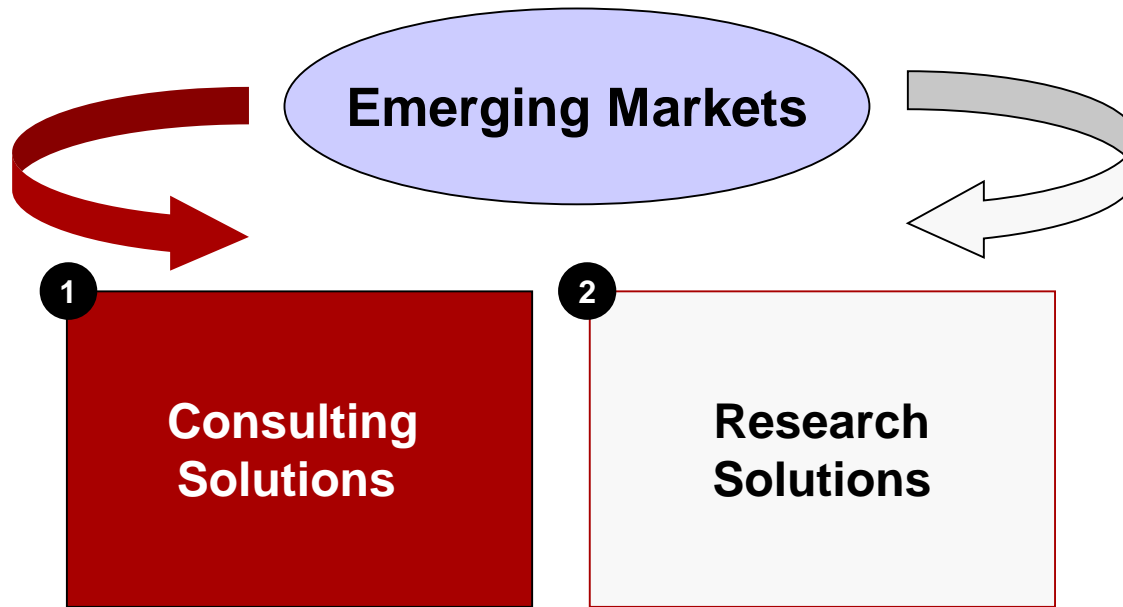 Emerging Markets
1
Consulting
Solutions
2
Research
Solutions